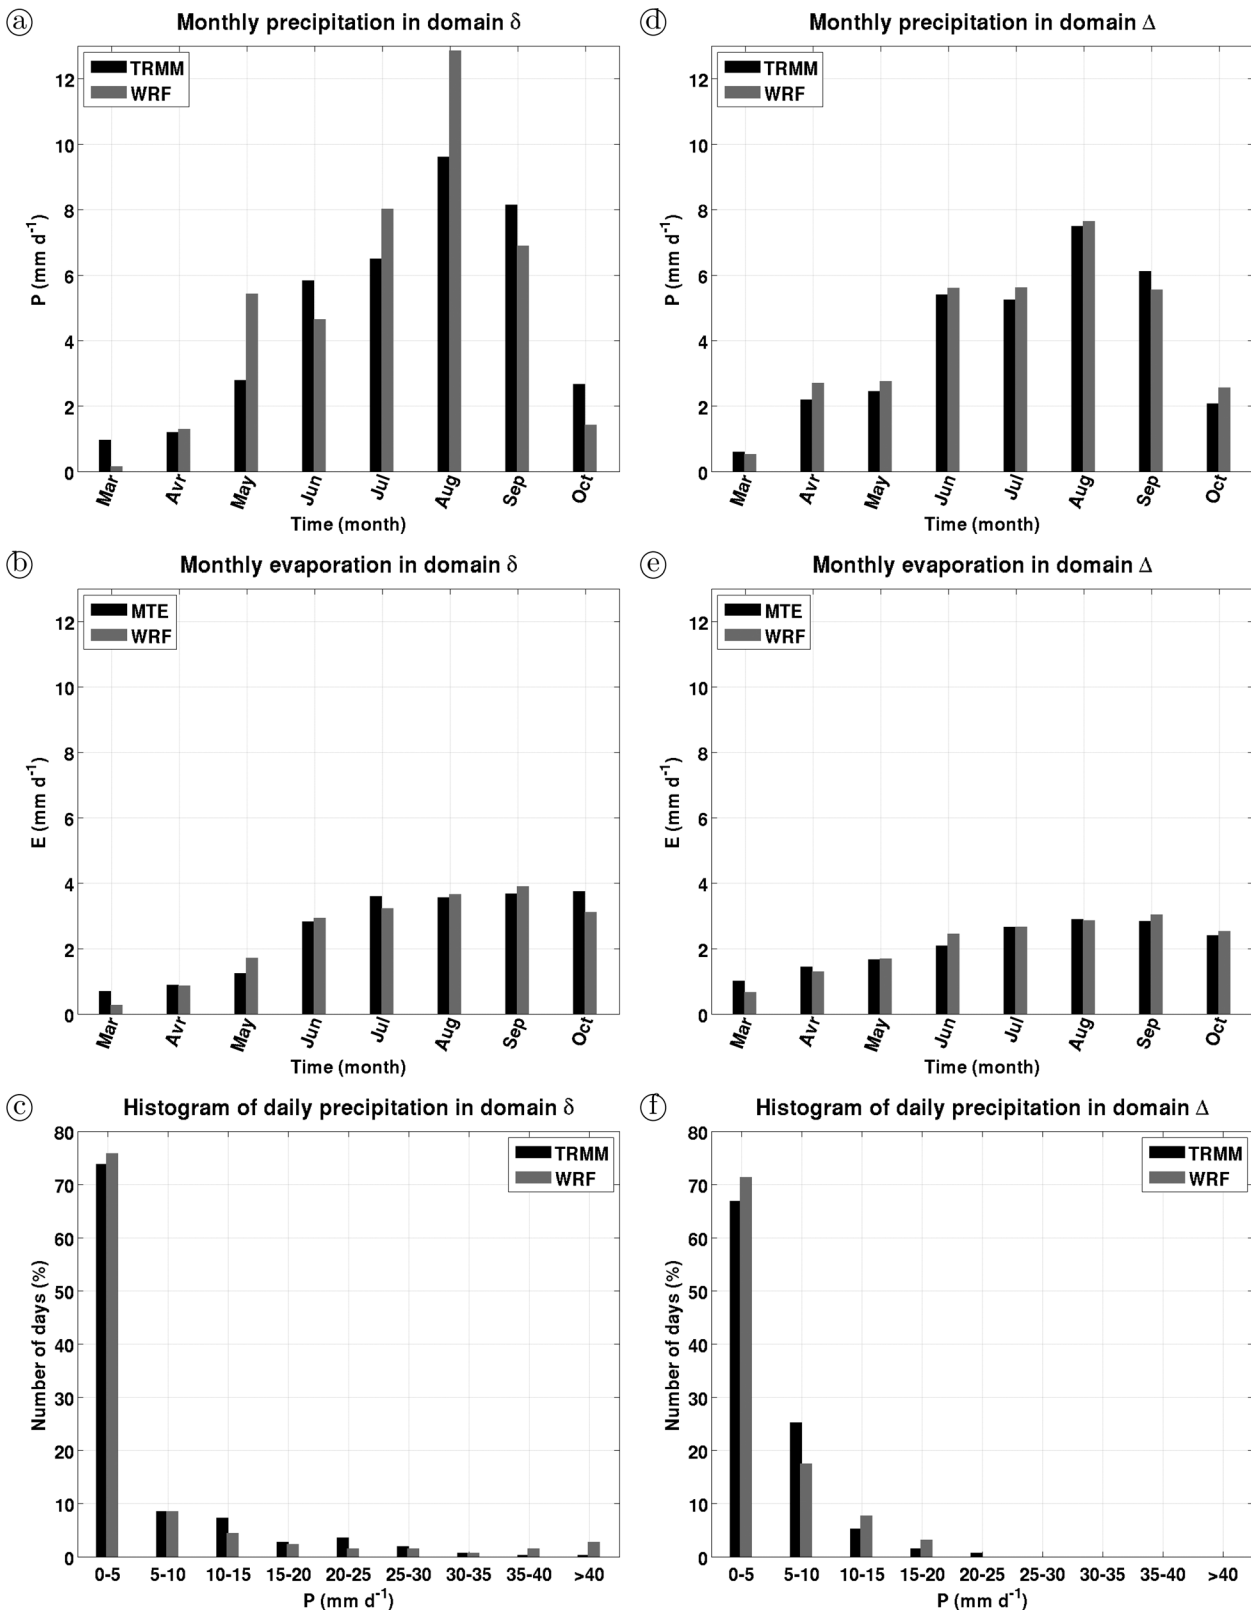 a Monthly precipitation in domain δ
TRMM
WRF
12
10
8
6
4
2
0
P (mm d-1)
Mar Avr May Jun Jul Aug Sep Oct
Time (month)
d Monthly precipitation in domain Δ
TRMM
WRF
12
10
8
6
4
2
0
P (mm d-1)
Mar Avr May Jun Jul Aug Sep Oct
Time (month)
b Monthly evaporation in domain δ
MTE
WRF
12
10
8
6
4
2
0
E (mm d-1)
Mar Avr May Jun Jul Aug Sep Oct
Time (month)
e Monthly evaporation in domain Δ
MTE
WRF
12
10
8
6
4
2
0
E (mm d-1)
Mar Avr May Jun Jul Aug Sep Oct
Time (month)
c Histogram of daily precipitation in domain δ
TRMM
WRF
80
70
60
50
40
30
20
10
0
Number of days (%)
0-5 5-10 10-15 15-20 20-25 25-30 30-35 35-40 >40
P (mm d-1)
f Histogram of daily precipitation in domain Δ
TRMM
WRF
80
70
60
50
40
30
20
10
0
Number of days (%)
0-5 5-10 10-15 15-20 20-25 25-30 30-35 35-40 >40
P (mm d-1)